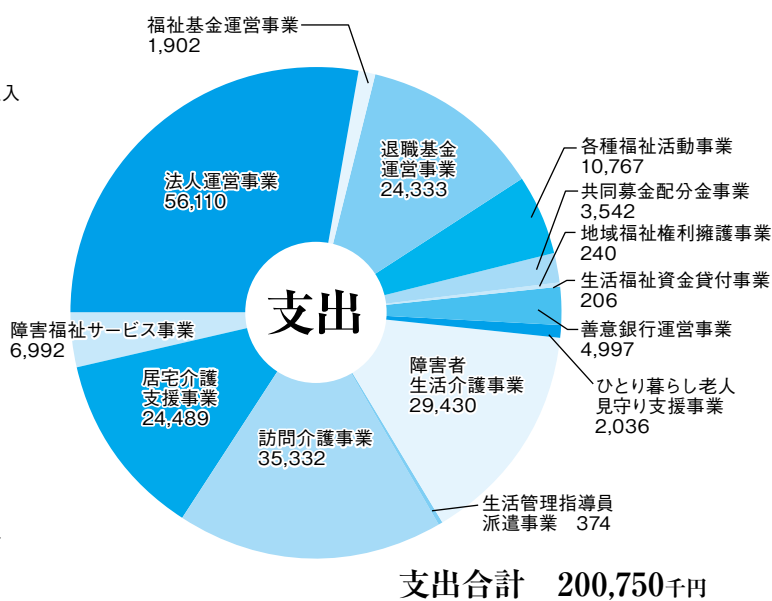 福祉基金運営事業
1,902
入
法人運営事業
56,110
退職基金
運営事業
24,333
各種福祉活動事業
10,767
共同募金配分金事業
3,542
地域福祉権利擁護事業
240
生活福祉資金貸付事業
206
善意銀行運営事業
4,997
ひとり暮らし老人
見守り支援事業
2,036
支出
障害福祉サービス事業
6,992
居宅介護
支援事業
24,489
訪問介護事業
35,332
障害者
生活介護事業
29,430
生活管理指導員
派遣事業 374
支出合計 200,750千円